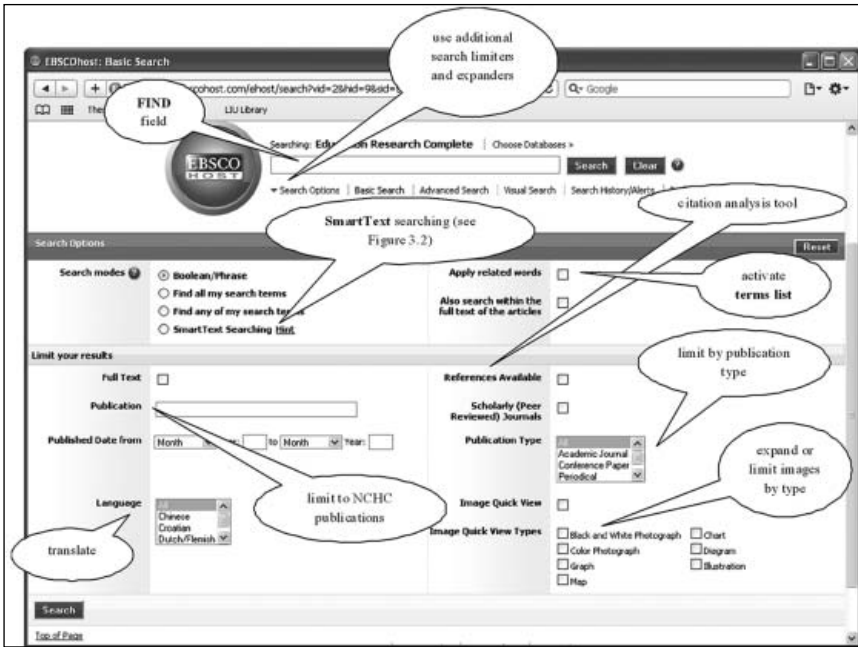 use additional
search limiters
and expanders
EBSCOhost: Basic Search
cohost.com/ehost/search?vid=2&hid=9&sid=
Google
FIND
field
LIU Library
Searching: Education Research Complete | Choose Databases »
EBSCO
HOST
Search Clear
Search Options | Basic Search | Advanced Search | Visual Search | Search History/Alerts |
citation analysis tool
SmartText searching (see
Figure 3.2)
Search Options
Reset
Search modes
Boolean/Phrase
Find all my search terms
Find any of my search terms
SmartText Searching Hint
Apply related words
Also search within the
full text of the articles
activate
terms list
Limit your results
limit by publication
type
Full Text
References Available
Publication
Scholarly (Peer
Reviewed) Journals
Published Date from
Month to Month Year:
Publication Type
All
Academic Journal
Conference Paper
Periodical
expand or
limit images
by type
limit to NCHC
publications
Language
All
Chinese
Croatian
Dutch/Flemish
translate
Image Quick View
Image Quick View Types
Black and White Photograph
Chart
Color Photograph
Diagram
Graph
Illustration
Map
Search
Top of Page